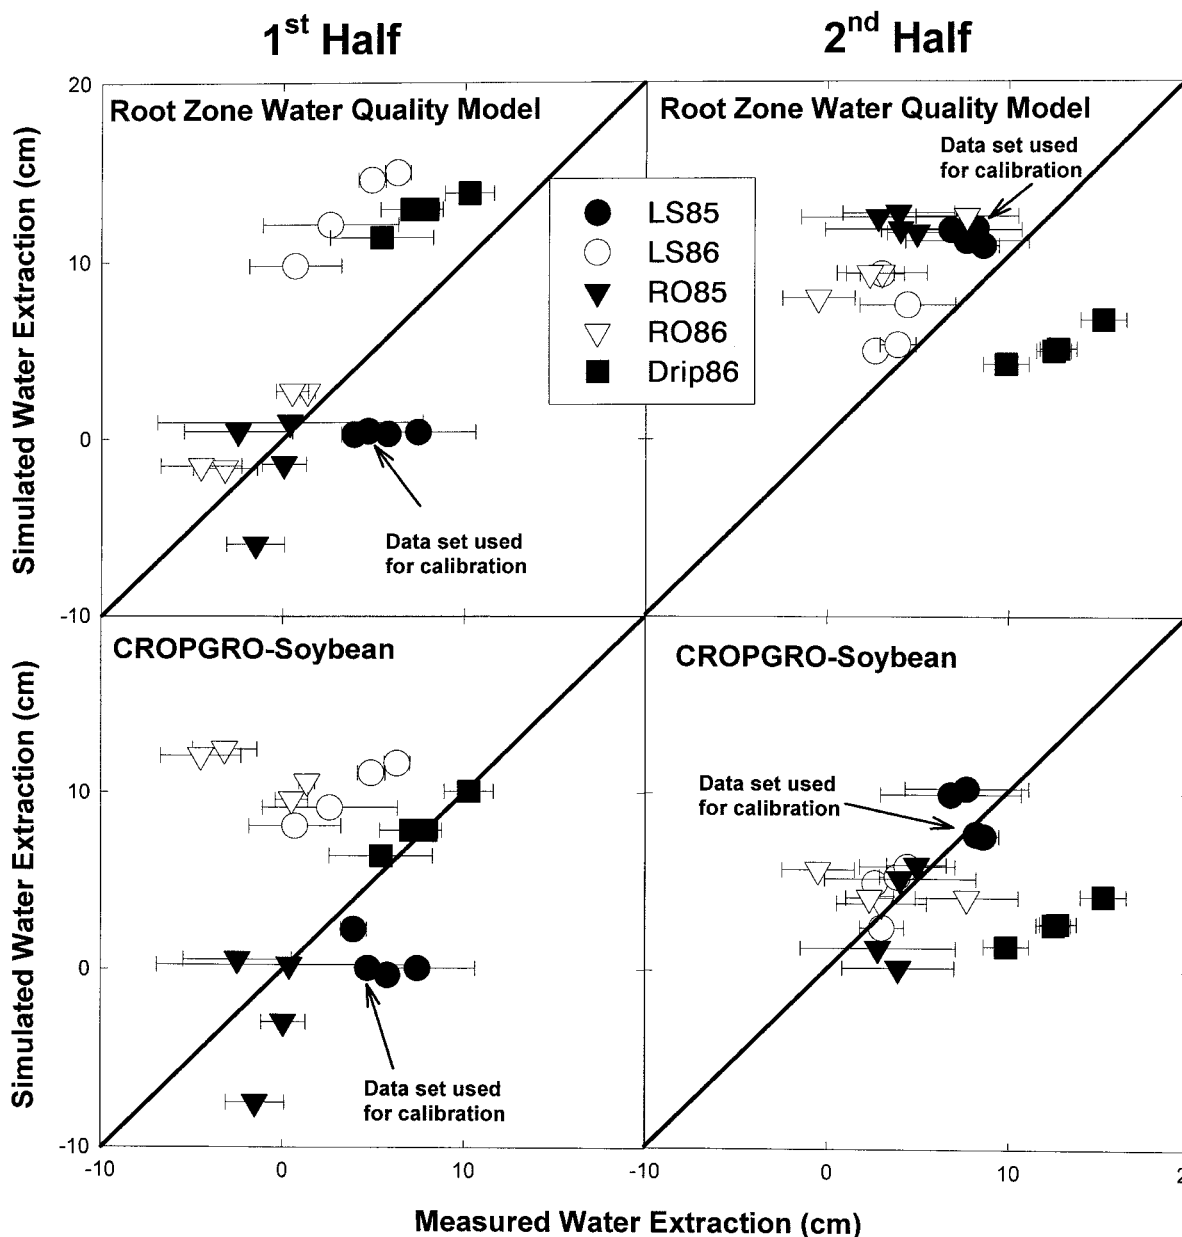 1st Half
2nd Half
Simulated Water Extraction (cm)
20
10
0
-10
Root Zone Water Quality Model
Data set used
for calibration
Root Zone Water Quality Model
Data set used
for calibration
LS85
LS86
RO85
RO86
Drip86
Simulated Water Extraction (cm)
10
0
-10
CROPGRO-Soybean
Data set used
for calibration
CROPGRO-Soybean
Data set used
for calibration
-10
0
10
-10
0
10
2
Measured Water Extraction (cm)